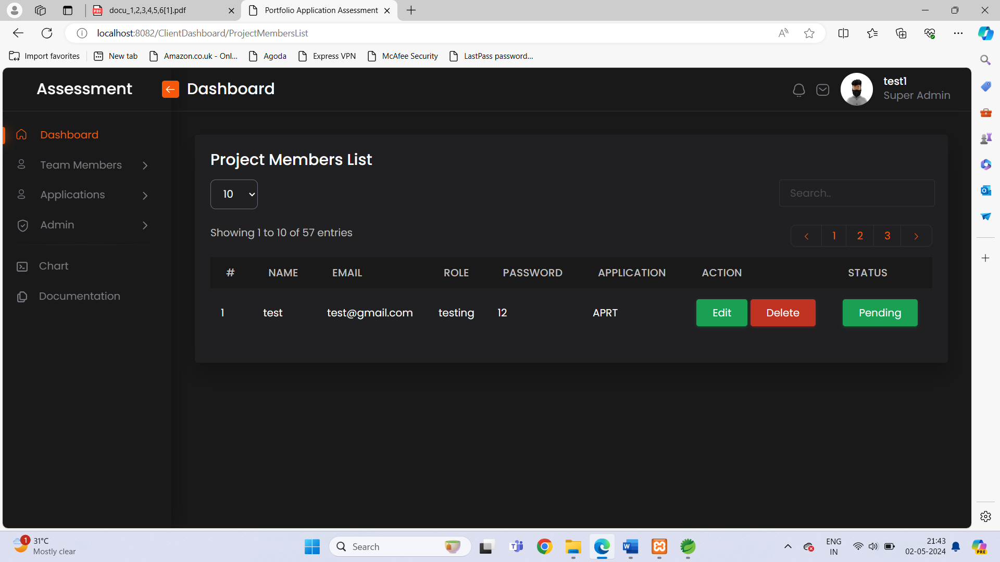 docu_1,2,3,4,5,6[1].pdf
Portfolio Application Assessment
localhost:8082/ClientDashboard/ProjectMembersList
Import favorites
New tab
Amazon.co.uk - Onl...
Agoda
Express VPN
McAfee Security
LastPass password...
Assessment
Dashboard
test1
Super Admin
Dashboard
Team Members
Applications
Admin
Chart
Documentation
Project Members List
10
Search..
Showing 1 to 10 of 57 entries
1 2 3
# NAME EMAIL ROLE PASSWORD APPLICATION ACTION STATUS
1 test test@gmail.com testing 12 APRT Edit Delete Pending
1
31°C
Mostly clear
Search
ENG
IN
21:43
02-05-2024
PRE